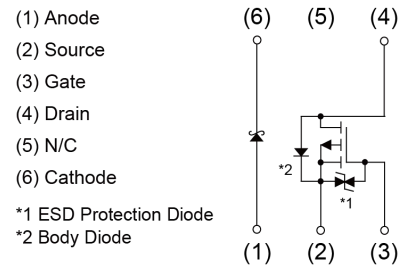 (1) Anode
(2) Source
(3) Gate
(4) Drain
(5) N/C
(6) Cathode
*1 ESD Protection Diode
*2 Body Diode
(6) (5) (4)
*2
*1
(1) (2) (3)